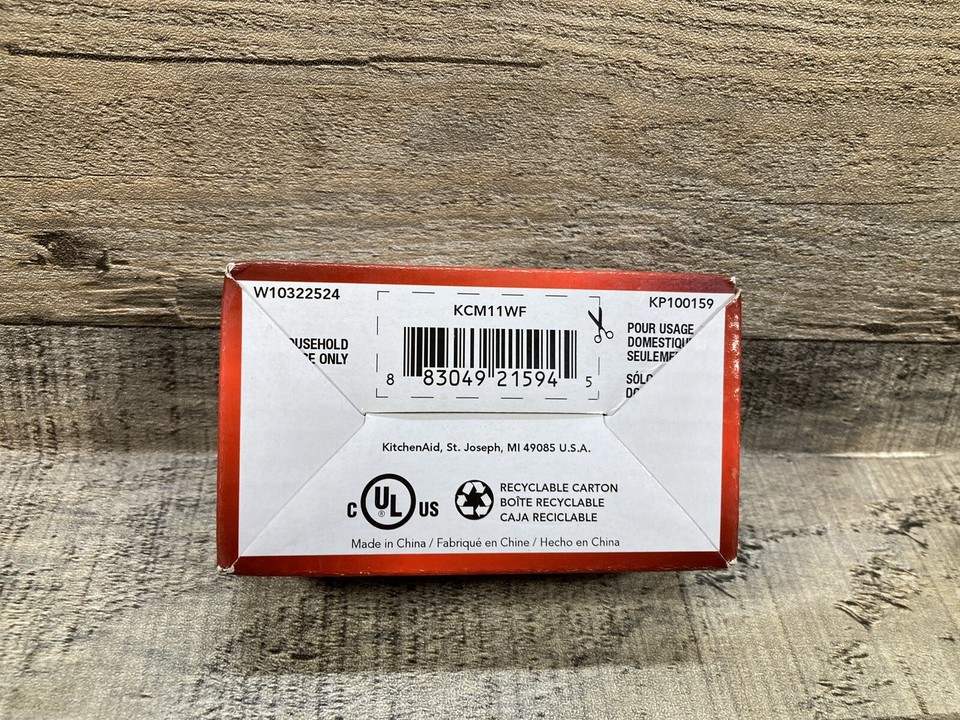 W10322524
KCM11WF
KP100159
8 83049 21594 5
USEHOLD
E ONLY
POUR USAGE
DOMESTIQU
SEULEME
SÓLO
DO
KitchenAid, St. Joseph, MI 49085 U.S.A.
C UL® US
RECYCLABLE CARTON
BOÎTE RECYCLABLE
CAJA RECICLABLE
Made in China / Fabriqué en Chine / Hecho en China